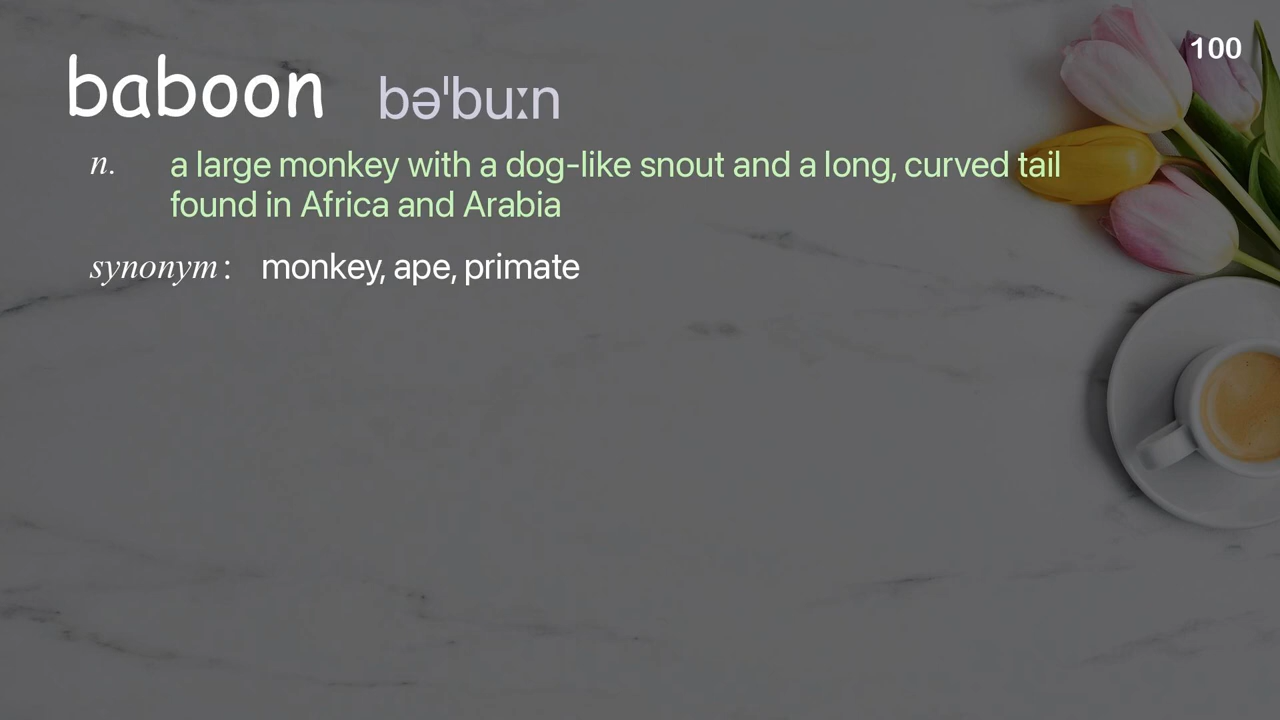 100
baboon bəˈbuːn
n. a large monkey with a dog-like snout and a long, curved tail
found in Africa and Arabia
synonym: monkey, ape, primate